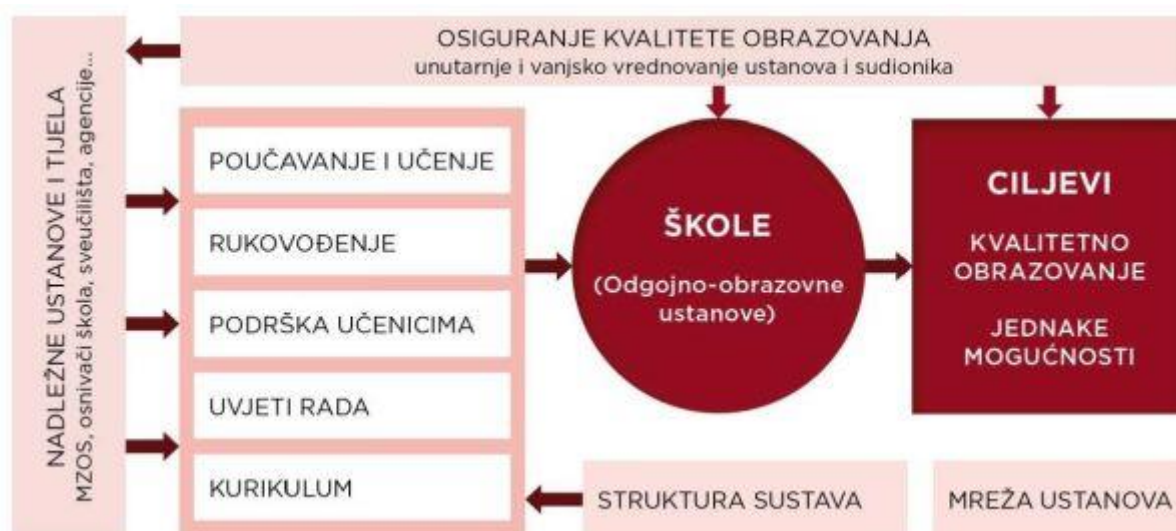 OSIGURANJE KVALITETE OBRAZOVANJA
unutarnje i vanjsko vrednovanje ustanova i sudionika
NADLEŽNE USTANOVE I TIJELA
MZOS, osnivači škola, sveučilišta, agencije...
POUČAVANJE I UČENJE
RUKOVOĐENJE
PODRŠKA UČENICIMA
UVJETI RADA
KURIKULUM
ŠKOLE
(Odgojno-obrazovne
ustanove)
CILJEVI
KVALITETNO
OBRAZOVANJE
JEDNAKE
MOGUĆNOSTI
STRUKTURA SUSTAVA
MREŽA USTANOVA